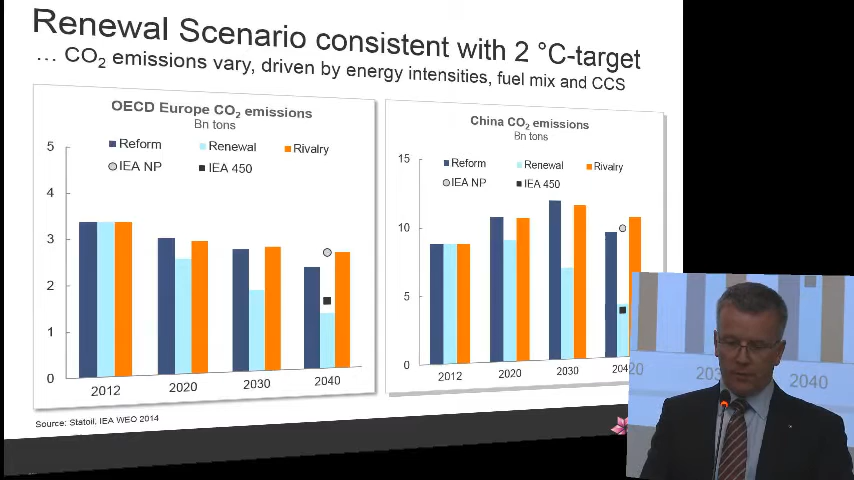 Renewal Scenario consistent with 2 °C-target
… CO₂ emissions vary, driven by energy intensities, fuel mix and CCS
OECD Europe CO₂ emissions
Bn tons
Reform
Renewal
Rivalry
IEA NP
IEA 450
5
4
3
2
1
0
2012
2020
2030
2040
China CO₂ emissions
Bn tons
Reform
Renewal
Rivalry
IEA NP
IEA 450
15
10
5
0
2012
2020
2030
Source: Statoil, IEA WEO 2014
2040